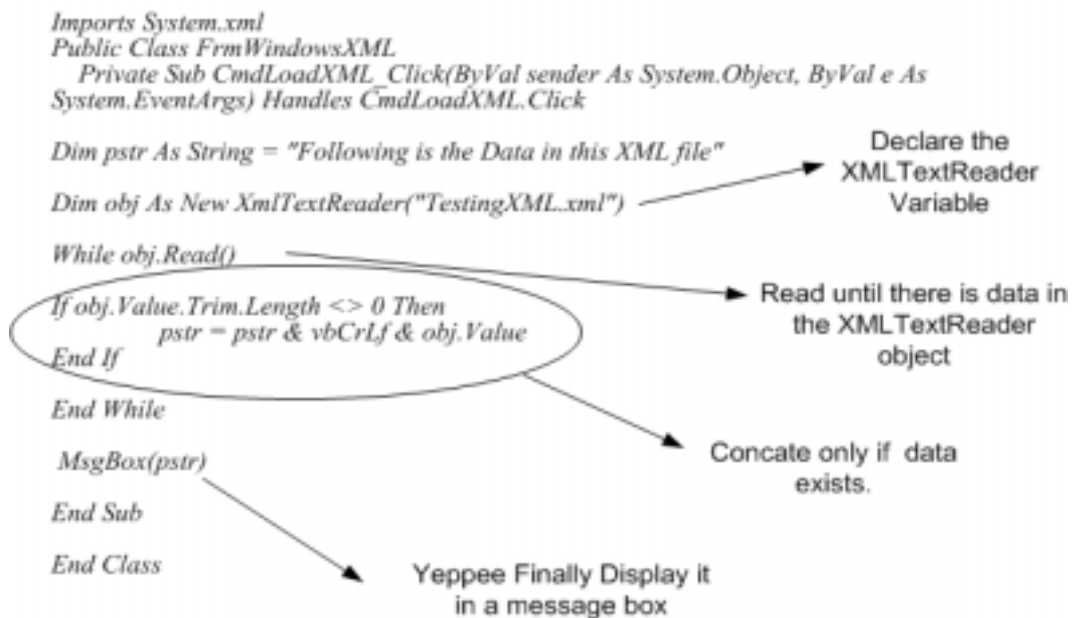 Imports System.xml
Public Class FrmWindowsXML
Private Sub CmdLoadXML_Click(ByVal sender As System.Object, ByVal e As
System.EventArgs) Handles CmdLoadXML.Click
Dim pstr As String = "Following is the Data in this XML file"
Declare the
XMLTextReader
Variable
Dim obj As New XmlTextReader("TestingXML.xml")
While obj.Read()
Read until there is data in
the XMLTextReader
object
If obj.Value.Trim.Length <> 0 Then
pstr = pstr & vbCrLf & obj.Value
End If
End While
Concate only if data
exists.
MsgBox(pstr)
End Sub
End Class
Yeppee Finally Display it
in a message box